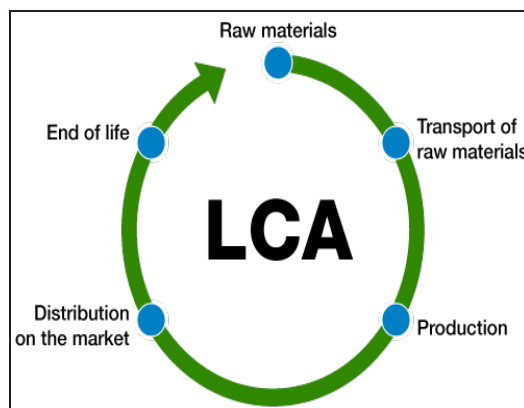 Raw materials
Transport of
raw materials
Production
Distribution
on the market
End of life
LCA